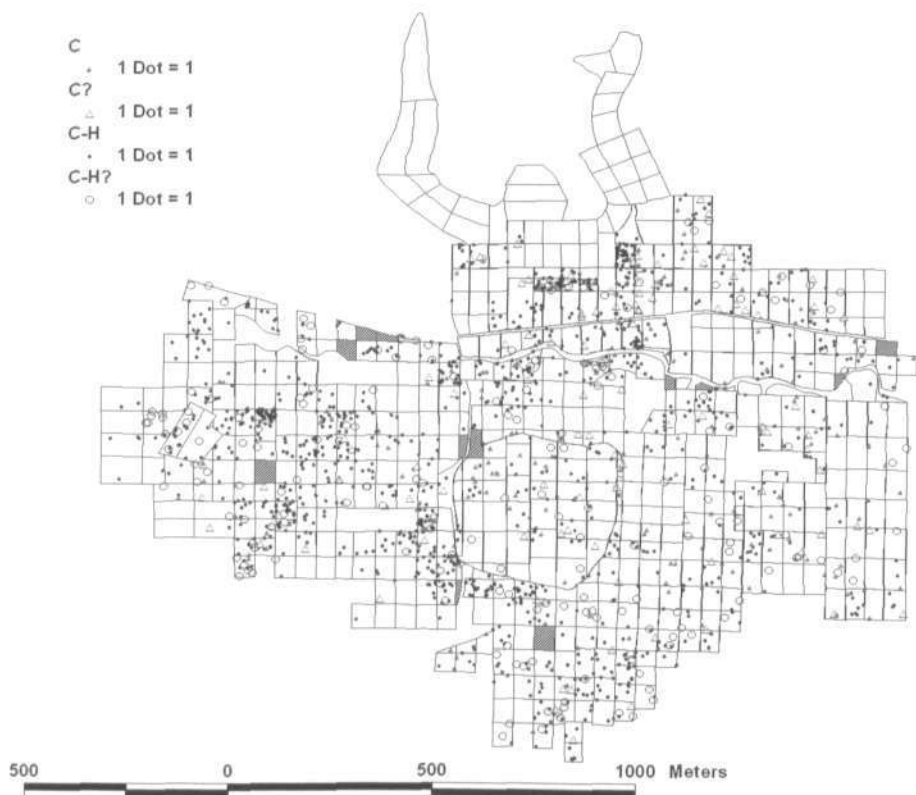 C
1 Dot = 1
C?
1 Dot = 1
C-H
1 Dot = 1
C-H?
1 Dot = 1
500 0 500 1000 Meters